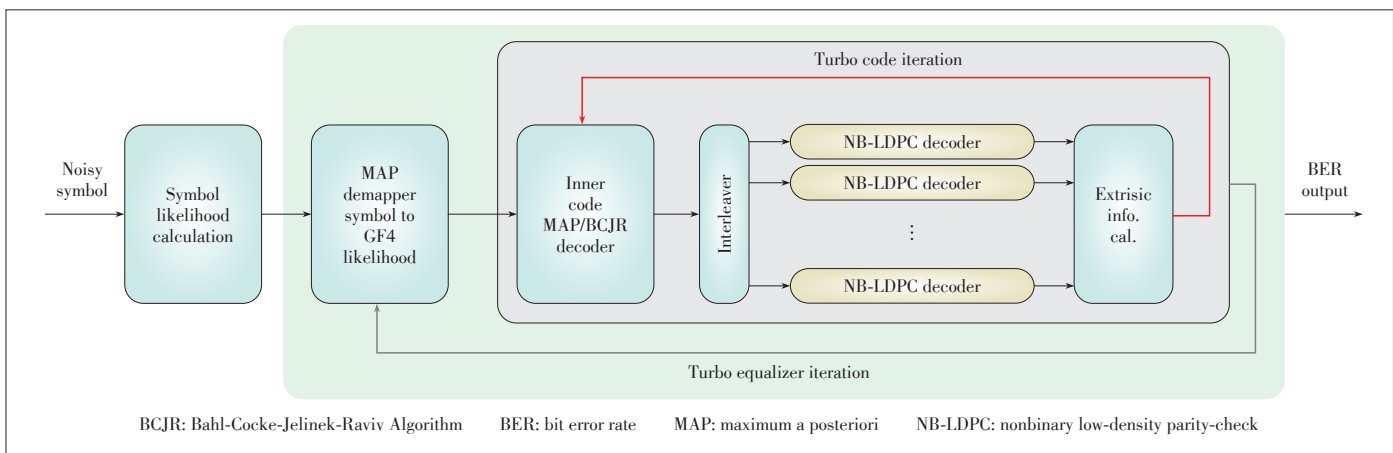 Turbo code iteration
Noisy
symbol
Symbol
likelihood
calculation
MAP
demapper
symbol to
GF4
likelihood
Inner
code
MAP/BCJR
decoder
Interleaver
NB-LDPC decoder
NB-LDPC decoder
...
NB-LDPC decoder
Extrisic
info.
cal.
BER
output
Turbo equalizer iteration
BCJR: Bahl-Cocke-Jelinek-Raviv Algorithm BER: bit error rate MAP: maximum a posteriori NB-LDPC: nonbinary low-density parity-check